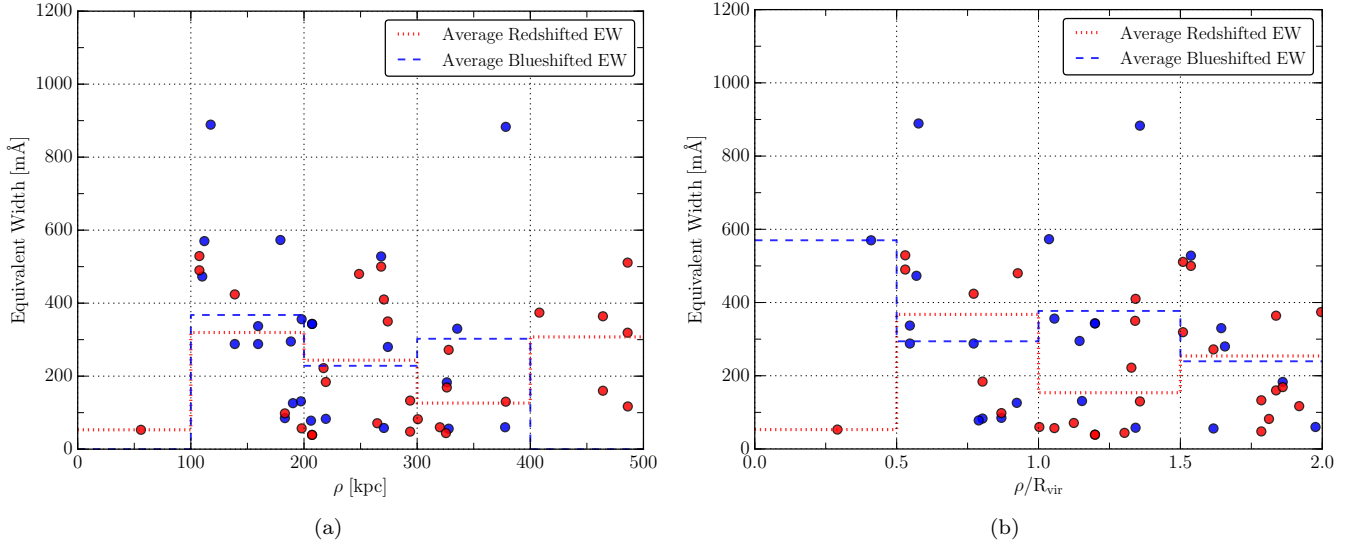 1200
1000
800
600
400
200
0
Equivalent Width [mÅ]
0
100
200
300
400
500
ρ [kpc]
Average Redshifted EW
Average Blueshifted EW
(a)
1200
1000
800
600
400
200
0
Equivalent Width [mÅ]
0.0
0.5
1.0
1.5
2.0
ρ/R_vir
Average Redshifted EW
Average Blueshifted EW
(b)